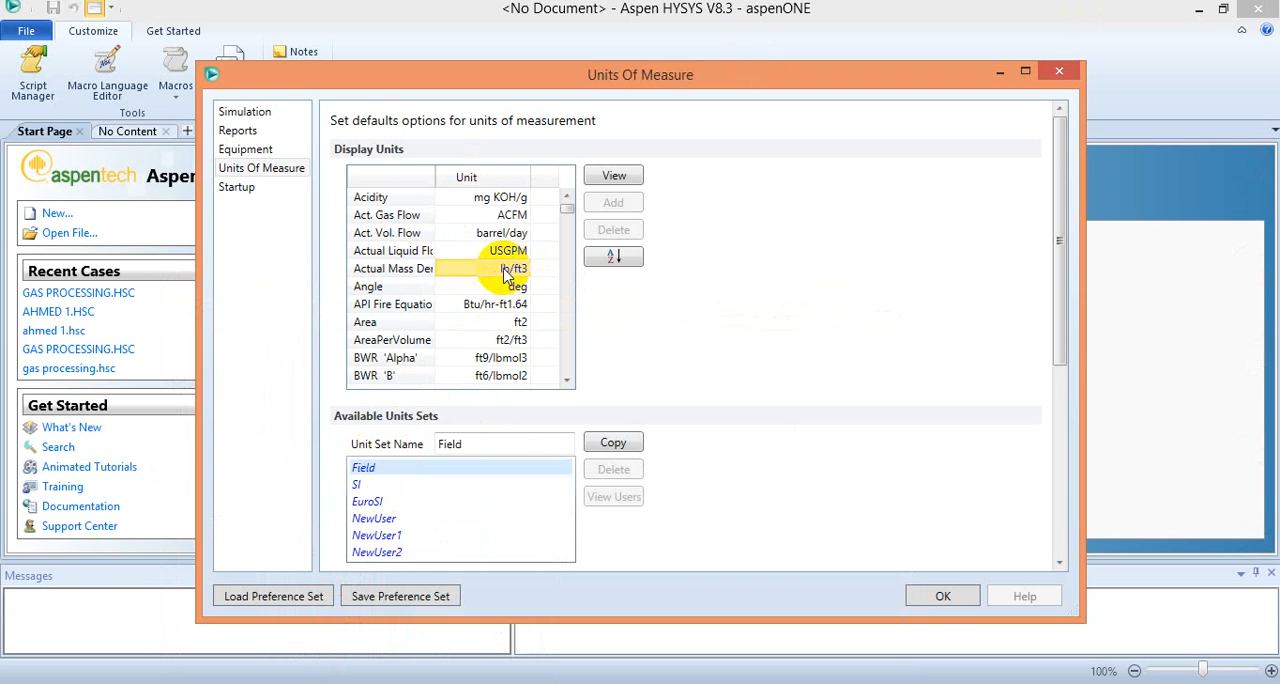 <No Document> - Aspen HYSYS V8.3 - aspenONE
File Customize Get Started
Script Manager
Macro Language Editor
Macros
Notes
Tools
Start Page No Content
aspentech Aspen
New...
Open File...
Recent Cases
GAS PROCESSING.HSC
AHMED 1.HSC
ahmed 1.hsc
GAS PROCESSING.HSC
gas processing.hsc
Get Started
What's New
Search
Animated Tutorials
Training
Documentation
Support Center
Messages
100%
Units Of Measure
Simulation
Reports
Equipment
Units Of Measure
Startup
Set defaults options for units of measurement
Display Units
Unit
Acidity mg KOH/g
Act. Gas Flow ACFM
Act. Vol. Flow barrel/day
Actual Liquid Flo USGPM
Actual Mass Den lb/ft3
Angle deg
API Fire Equatio Btu/hr-ft1.64
Area ft2
AreaPerVolume ft2/ft3
BWR 'Alpha' ft9/lbmol3
BWR 'B' ft6/lbmol2
View
Add
Delete
Available Units Sets
Unit Set Name Field
Field
SI
EuroSI
NewUser
NewUser1
NewUser2
Copy
Delete
View Users
Load Preference Set Save Preference Set OK Help